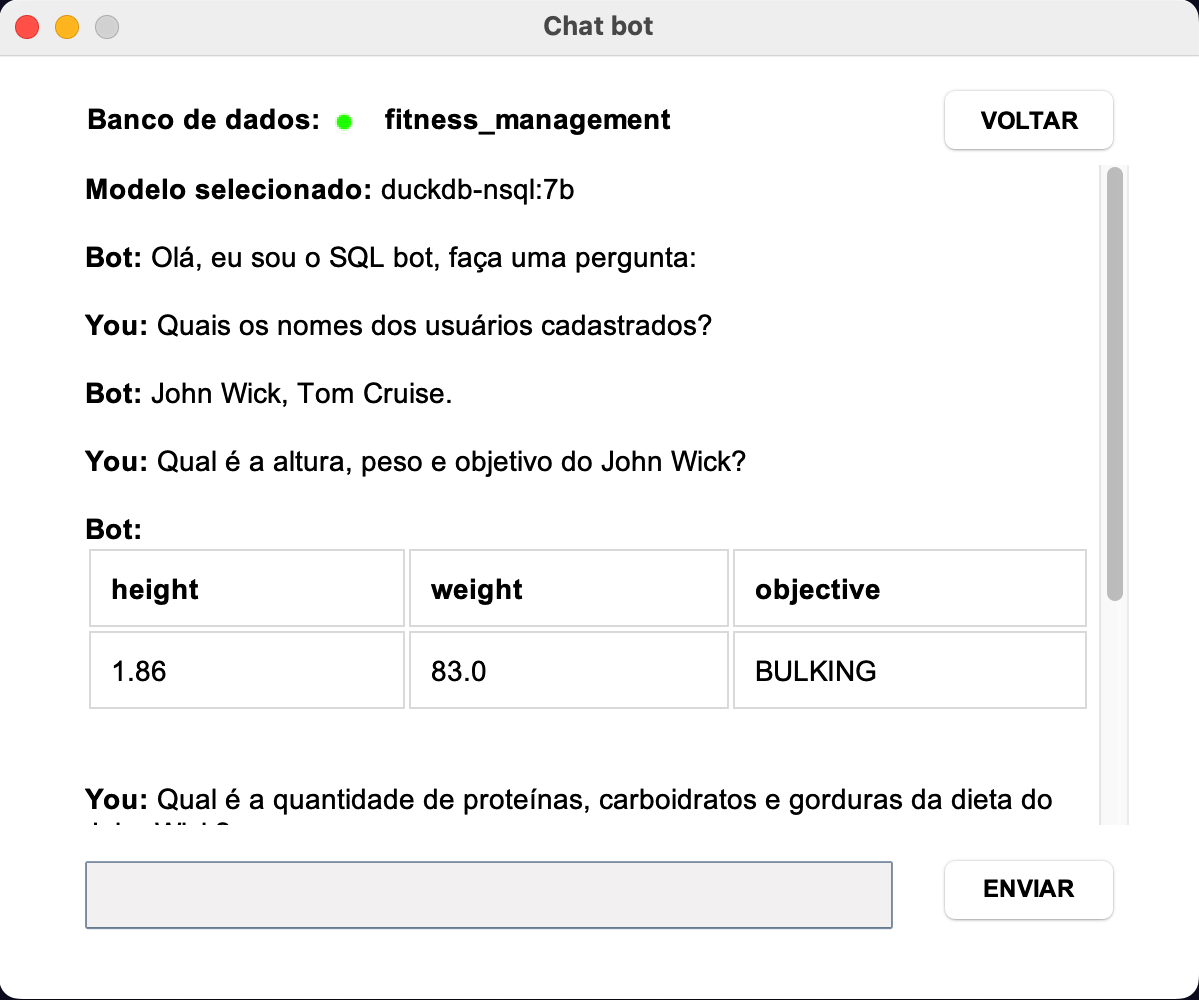 Chat bot
Banco de dados: fitness_management
VOLTAR
Modelo selecionado: duckdb-nsql:7b
Bot: Olá, eu sou o SQL bot, faça uma pergunta:
You: Quais os nomes dos usuários cadastrados?
Bot: John Wick, Tom Cruise.
You: Qual é a altura, peso e objetivo do John Wick?
Bot:
height weight objective
1.86 83.0 BULKING
You: Qual é a quantidade de proteínas, carboidratos e gorduras da dieta do
ENVIAR